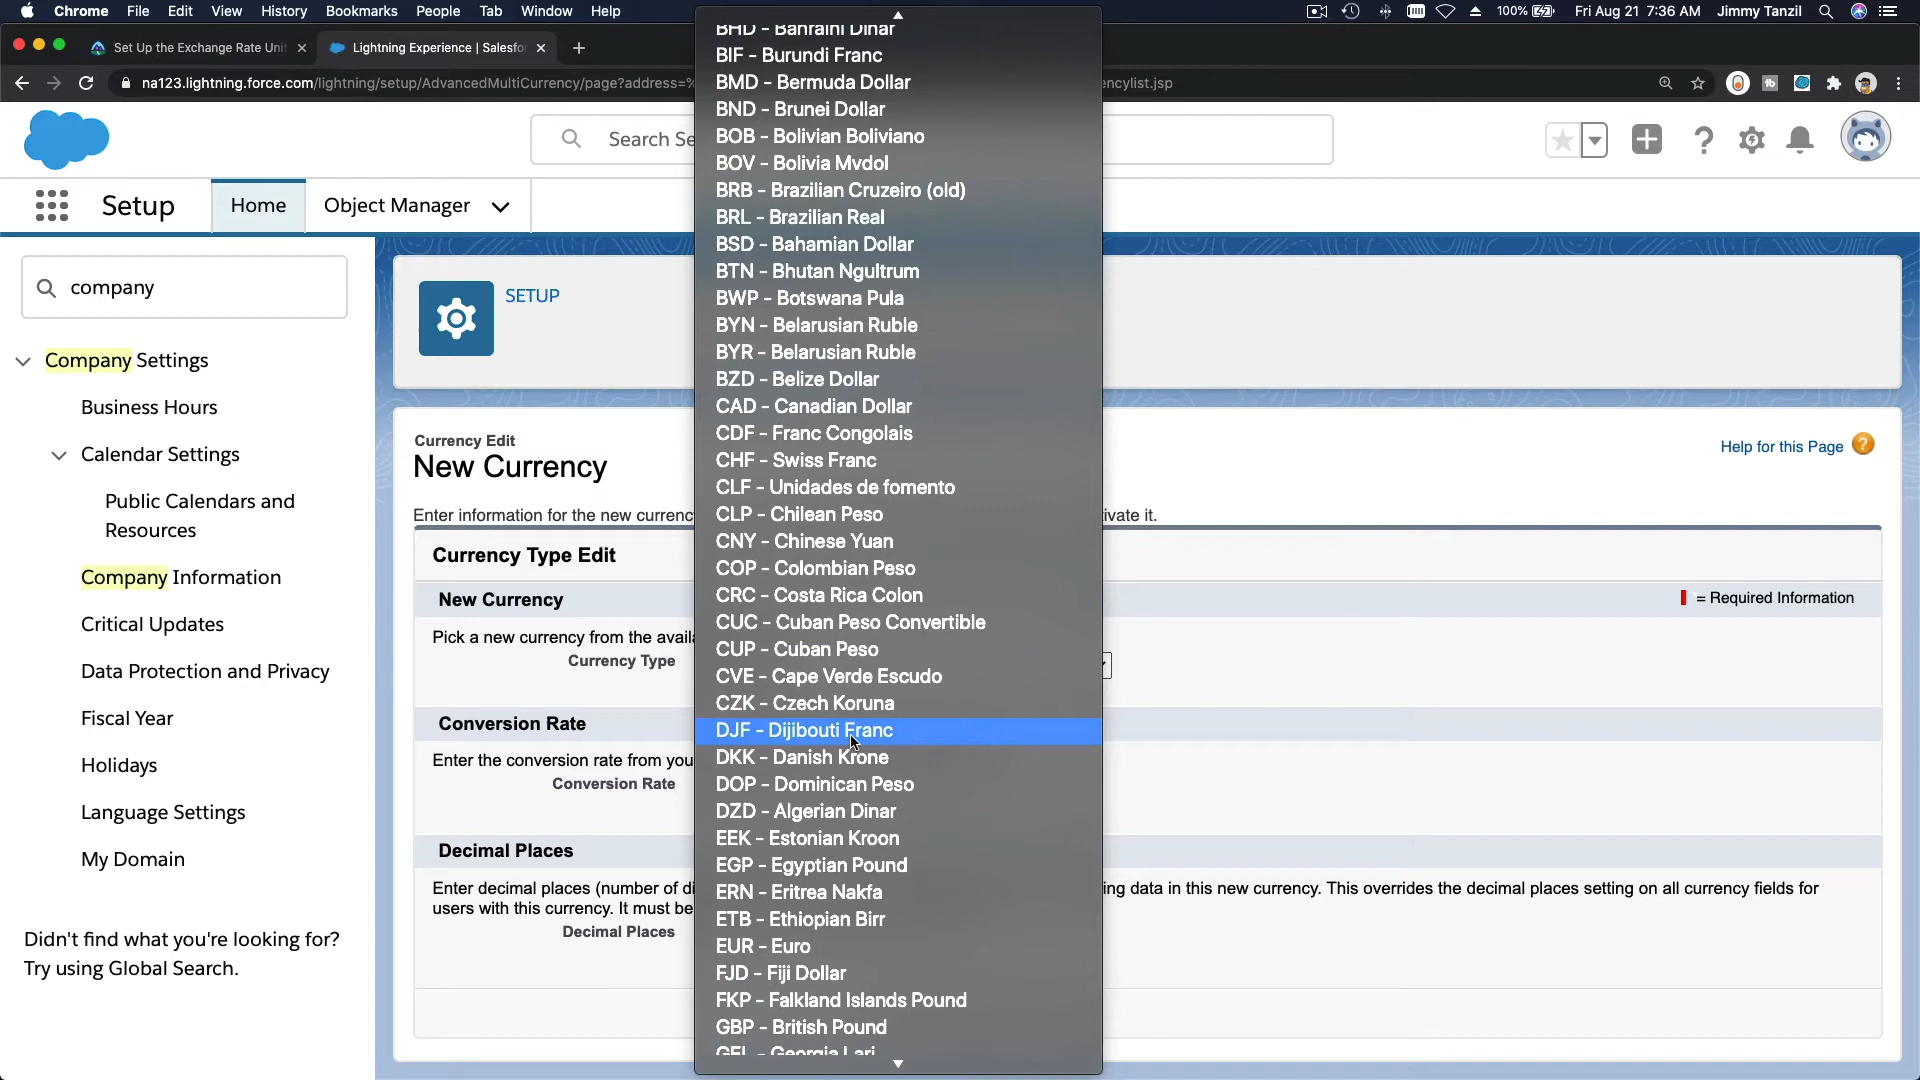 Chrome File Edit View History Bookmarks People Tab Window Help
100% Fri Aug 21 7:36 AM Jimmy Tanzil
Set Up the Exchange Rate Unit
Lightning Experience | Salesfor
na123.lightning.force.com/lightning/setup/AdvancedMultiCurrency/page?address=%
encylist.jsp
Search Se
Setup
Home
Object Manager
company
Company Settings
Business Hours
Calendar Settings
Public Calendars and
Resources
Company Information
Critical Updates
Data Protection and Privacy
Fiscal Year
Holidays
Language Settings
My Domain
Didn't find what you're looking for?
Try using Global Search.
SETUP
Currency Edit
New Currency
Help for this Page
Enter information for the new currenc
ivate it.
Currency Type Edit
New Currency
= Required Information
Pick a new currency from the availa
Currency Type
Conversion Rate
Enter the conversion rate from you
Conversion Rate
Decimal Places
Enter decimal places (number of di
ing data in this new currency. This overrides the decimal places setting on all currency fields for
users with this currency. It must be
Decimal Places
BHD - Bahraini Dinar
BIF - Burundi Franc
BMD - Bermuda Dollar
BND - Brunei Dollar
BOB - Bolivian Boliviano
BOV - Bolivia Mvdol
BRB - Brazilian Cruzeiro (old)
BRL - Brazilian Real
BSD - Bahamian Dollar
BTN - Bhutan Ngultrum
BWP - Botswana Pula
BYN - Belarusian Ruble
BYR - Belarusian Ruble
BZD - Belize Dollar
CAD - Canadian Dollar
CDF - Franc Congolais
CHF - Swiss Franc
CLF - Unidades de fomento
CLP - Chilean Peso
CNY - Chinese Yuan
COP - Colombian Peso
CRC - Costa Rica Colon
CUC - Cuban Peso Convertible
CUP - Cuban Peso
CVE - Cape Verde Escudo
CZK - Czech Koruna
DJF - Dijibouti Franc
DKK - Danish Krone
DOP - Dominican Peso
DZD - Algerian Dinar
EEK - Estonian Kroon
EGP - Egyptian Pound
ERN - Eritrea Nakfa
ETB - Ethiopian Birr
EUR - Euro
FJD - Fiji Dollar
FKP - Falkland Islands Pound
GBP - British Pound
GEL - Georgia Lari